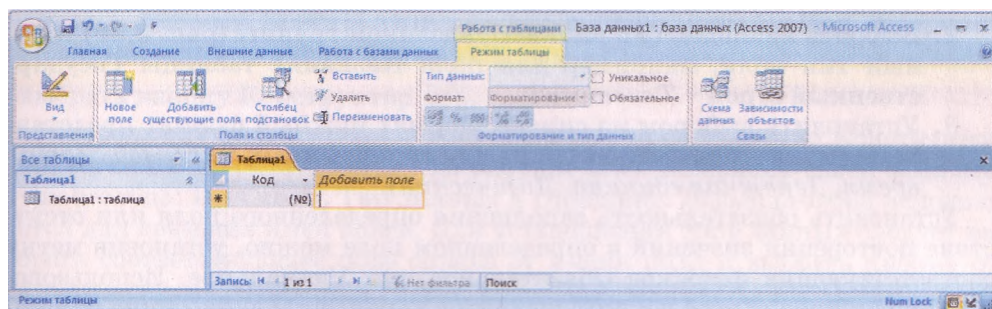 Работа с таблицами База данных1 : база данных (Access 2007) - Microsoft Access
Главная Создание Внешние данные Работа с базами данных Режим таблицы
Вид
Новое поле
Добавить существующие поля
Столбец подстановок
Вставить
Удалить
Переименовать
Тип данных:
Формат: Форматирование
% 000
Уникальное
Обязательное
Схема данных
Зависимости объектов
Представления Поля и столбцы Форматирование и тип данных Связи
Все таблицы
Таблица1
Таблица1 : таблица
Таблица1
Код Добавить поле
* (№)
Запись: 1 из 1 Нет фильтра Поиск
Режим таблицы Num Lock